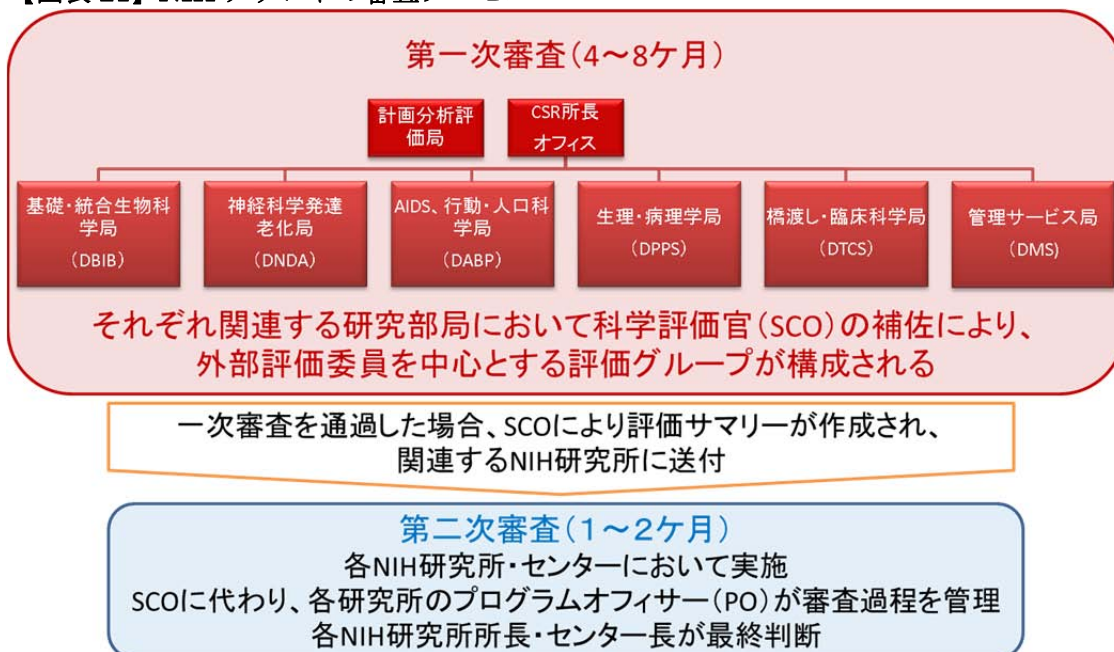 第一次審査(4～8ケ月)
計画分析評
価局
CSR所長
オフィス
基礎・統合生物科
学局
(DBIB)
神経科学発達
老化局
(DNDA)
AIDS、行動・人口科
学局
(DABP)
生理・病理学局
(DPPS)
橋渡し・臨床科学局
(DTCS)
管理サービス局
(DMS)
それぞれ関連する研究部局において科学評価官(SCO)の補佐により、
外部評価委員を中心とする評価グループが構成される
一次審査を通過した場合、SCOにより評価サマリーが作成され、
関連するNIH研究所に送付
第二次審査(1～2ケ月)
各NIH研究所・センターにおいて実施
SCOに代わり、各研究所のプログラムオフィサー(PO)が審査過程を管理
各NIH研究所所長・センター長が最終判断